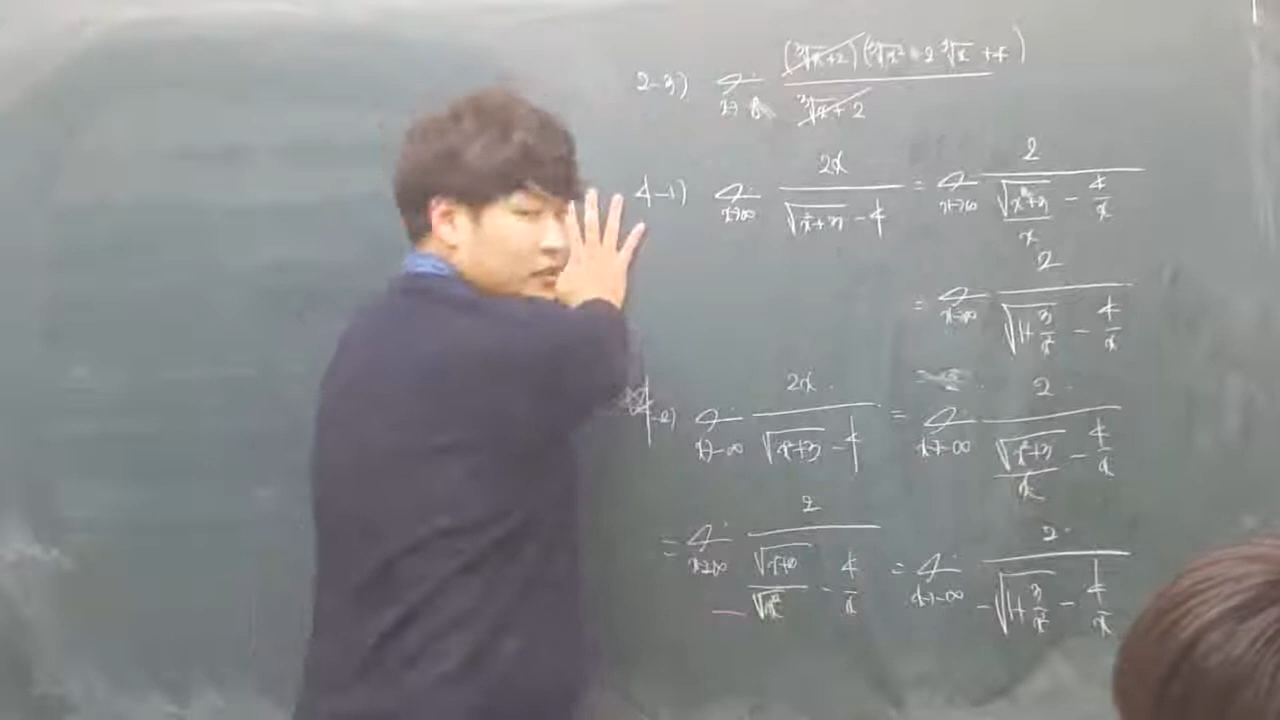 2-3) lim x→-8 (∛x+2)(∛x²-2∛x+4) / ∛x+2
4-1) lim x→∞ 2x / √x²+3 - 4 = lim x→∞ 2 / √x²+3 / x - 4/x
= lim x→∞ 2 / √1+3/x² - 4/x
4-2) lim x→-∞ 2x / √x²+3 - 4 = lim x→-∞ 2 / √x²+3 / x - 4/x
= lim 2 / -√x²+3 / √x² - 4/x = lim x→-∞ 2 / -√1+3/x² - 4/x